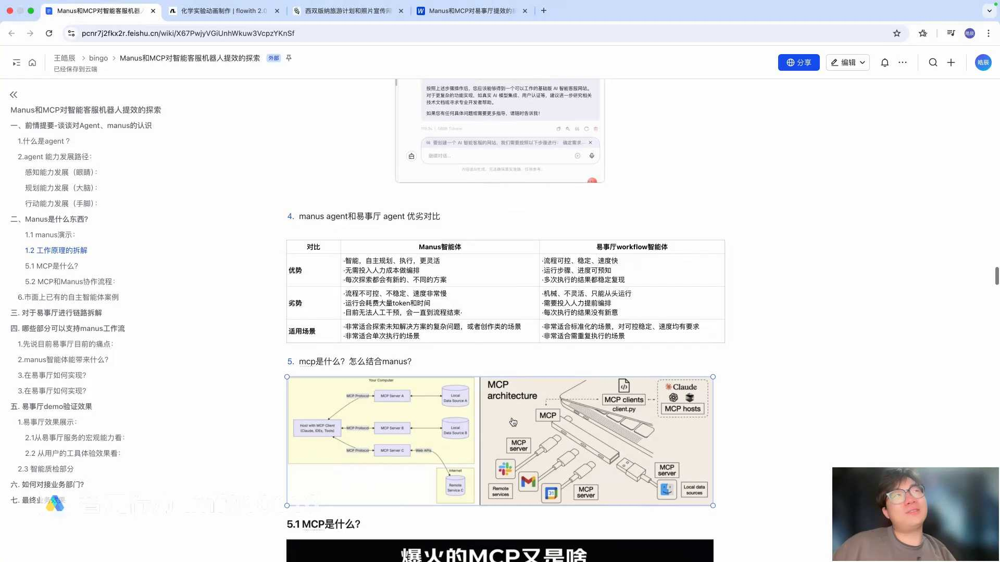 Manus和MCP对智能客服机器人
化学实验动画制作 | flowith 2.0
西双版纳旅游计划和照片宣传网
Manus和MCP对易事厅提效的
pcnr7j2fkx2r.feishu.cn/wiki/X67PwjyVGiUnhWkuw3VcpzYKnSf
皓辰
王皓辰 > bingo > Manus和MCP对智能客服机器人提效的探索 外部
已经保存到云端
分享
编辑
皓辰
Manus和MCP对智能客服机器人提效的探索
一、前情提要-谈谈对Agent、manus的认识
1.什么是agent？
2.agent 能力发展路径：
感知能力发展（眼睛）：
规划能力发展（大脑）：
行动能力发展（手脚）：
二、Manus是什么东西?
1.1 manus演示：
1.2 工作原理的拆解
5.1 MCP是什么?
5.2 MCP和Manus协作流程：
6.市面上已有的自主智能体案例
三. 对于易事厅进行链路拆解
四. 哪些部分可以支持manus工作流
1.先说目前易事厅目前的痛点：
2.manus智能体能带来什么?
3.在易事厅如何实现?
3.在易事厅如何实现?
五. 易事厅demo验证效果
1.易事厅效果展示：
2.1从易事厅服务的宏观能力看：
2.2 从用户的工具体验效果看：
2.3 智能质检部分
六. 如何对接业务部门?
七. 最终业务效果
按照上述步骤操作后，您应该能够得到一个可以工作的基础版 AI 智能客服网站。
对于更复杂的功能实现，如真实 AI 模型集成、用户认证等，建议进一步研究相关
技术文档或寻求专业开发者帮助。
如果您有任何具体问题或需要更多指导，请随时告诉我！
要创建一个 AI 智能客服的网站，我们需要按照以下步骤进行： 确定需求...
继续对话...
内容由AI生成，无法确保真实准确，仅供参考。
4. manus agent和易事厅 agent 优劣对比
对比 Manus智能体 易事厅workflow智能体
优势
·智能，自主规划、执行，更灵活
·无需投入人力成本做编排
·每次探索都会有新的、不同的方案
·流程可控、稳定、速度快
·运行步骤、进度可预知
·多次执行的结果都稳定复现
劣势
·流程不可控、不稳定、速度非常慢
·运行会耗费大量token和时间
·目前无法人工干预，会一直到流程结束·
·机械、不灵活、只能从头运行
·需要投入人力提前编排
·每次执行的结果没有新意
适用场景
·非常适合探索未知解决方案的复杂问题，或者创作类的场景
·非常适合单次执行的场景
·非常适合标准化的场景，对可控稳定、速度均有要求
·非常适合需重复执行的场景
5. mcp是什么？怎么结合manus?
Your Computer
MCP Protocol
MCP Server A
Local
Data Source A
Host with MCP Client
(Claude, IDEs, Tools)
MCP Protocol
MCP Server B
Local
Data Source B
MCP Protocol
MCP Server C
Web APIs
Internet
Remote
Service C
MCP
architecture
MCP clients
client.py
Claude
MCP hosts
MCP
MCP
server
Remote
services
31
MCP
server
MCP
server
Local data
sources
5.1 MCP是什么？
爆火的MCP又是啥